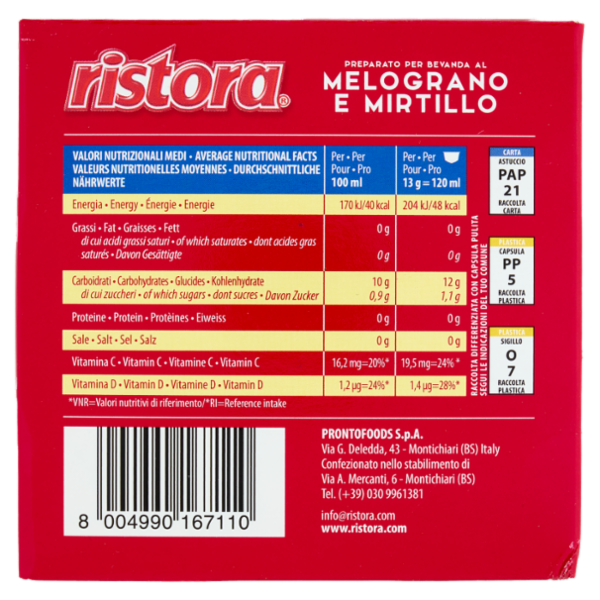 ristora®
PREPARATO PER BEVANDA AL
MELOGRANO
E MIRTILLO
VALORI NUTRIZIONALI MEDI • AVERAGE NUTRITIONAL FACTS
VALEURS NUTRITIONNELLES MOYENNES • DURCHSCHNITTLICHE
NÄHRWERTE
Per • Per
Pour • Pro
100 ml
Per • Per
Pour • Pro
13 g = 120 ml
Energia • Energy • Énergie • Energie 170 kJ/40 kcal 204 kJ/48 kcal
Grassi • Fat • Graisses • Fett 0 g 0 g
di cui acidi grassi saturi • of which saturates • dont acides gras
saturés • Davon Gesättigte 0 g 0 g
Carboidrati • Carbohydrates • Glucides • Kohlenhydrate 10 g 12 g
di cui zuccheri • of which sugars • dont sucres • Davon Zucker 0,9 g 1,1 g
Proteine • Protein • Protèines • Eiweiss 0 g 0 g
Sale • Salt • Sel • Salz 0 g 0 g
Vitamina C • Vitamin C • Vitamine C • Vitamin C 16,2 mg=20%* 19,5 mg=24% *
Vitamina D • Vitamin D • Vitamine D • Vitamin D 1,2 µg=24%* 1,4 µg=28%*
*VNR=Valori nutritivi di riferimento/*RI=Reference intake
RACCOLTA DIFFERENZIATA CON CAPSULA PULITA
SEGUI LE INDICAZIONI DEL TUO COMUNE
CARTA
ASTUCCIO
PAP
21
RACCOLTA
CARTA
PLASTICA
CAPSULA
PP
5
RACCOLTA
PLASTICA
PLASTICA
SIGILLO
O
7
RACCOLTA
PLASTICA
8 004990 167110
PRONTOFOODS S.p.A.
Via G. Deledda, 43 - Montichiari (BS) Italy
Confezionato nello stabilimento di
Via A. Mercanti, 6 - Montichiari (BS)
Tel. (+39) 030 9961381
info@ristora.com
www.ristora.com